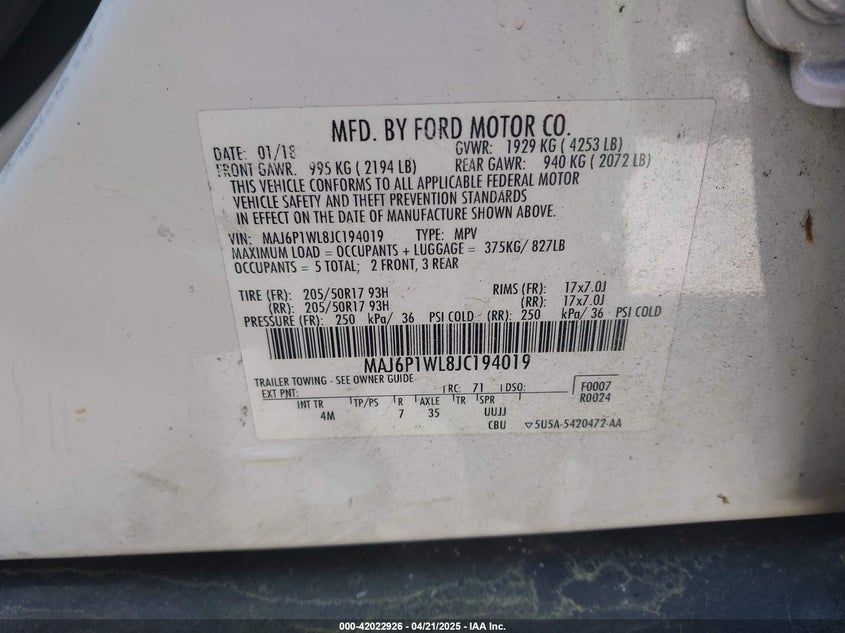 MFD. BY FORD MOTOR CO.
DATE: 01/18 GVWR: 1929 KG ( 4253 LB)
FRONT GAWR: 995 KG ( 2194 LB) REAR GAWR: 940 KG ( 2072 LB)
THIS VEHICLE CONFORMS TO ALL APPLICABLE FEDERAL MOTOR
VEHICLE SAFETY AND THEFT PREVENTION STANDARDS
IN EFFECT ON THE DATE OF MANUFACTURE SHOWN ABOVE.
VIN: MAJ6P1WL8JC194019 TYPE: MPV
MAXIMUM LOAD = OCCUPANTS + LUGGAGE = 375KG/ 827LB
OCCUPANTS = 5 TOTAL; 2 FRONT, 3 REAR
TIRE (FR): 205/50R17 93H RIMS (FR): 17x7.0J
(RR): 205/50R17 93H (RR): 17x7.0J
PRESSURE (FR): 250 kPa/ 36 PSI COLD (RR): 250 kPa/ 36 PSI COLD
MAJ6P1WL8JC194019
TRAILER TOWING - SEE OWNER GUIDE
EXT PNT: RC: 71 DSO: F0007
INT TR TP/PS R AXLE TR SPR R0024
4M 7 35 UUJJ
CBU 5U5A-5420472-AA
000-42022926 - 04/21/2025 - IAA Inc.